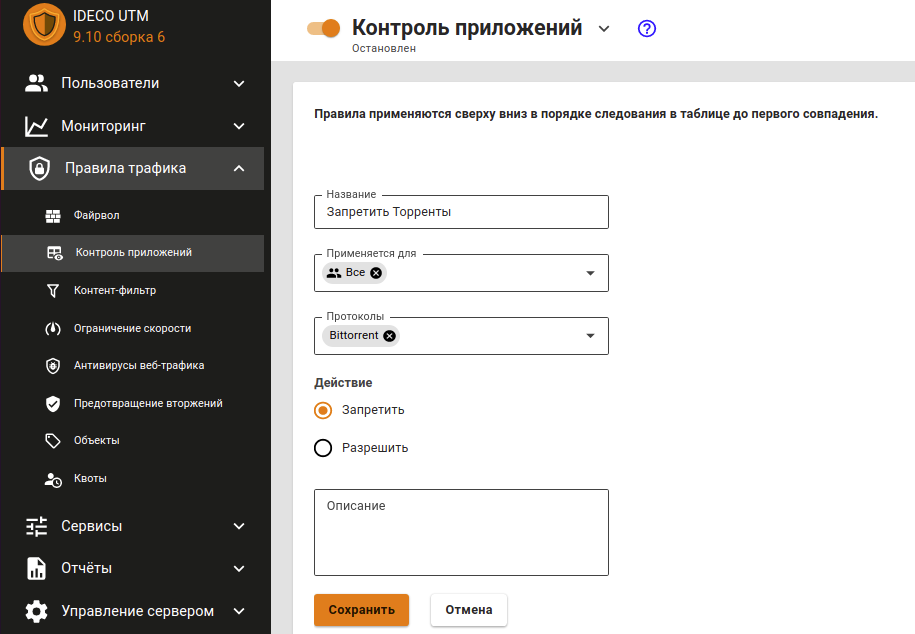 IDECO UTM
9.10 сборка 6
Пользователи
Мониторинг
Правила трафика
Файрвол
Контроль приложений
Контент-фильтр
Ограничение скорости
Антивирусы веб-трафика
Предотвращение вторжений
Объекты
Квоты
Сервисы
Отчёты
Управление сервером
Контроль приложений
Остановлен
Правила применяются сверху вниз в порядке следования в таблице до первого совпадения.
Название
Запретить Торренты
Применяется для
Все
Протоколы
Bittorrent
Действие
Запретить
Разрешить
Описание
Сохранить Отмена